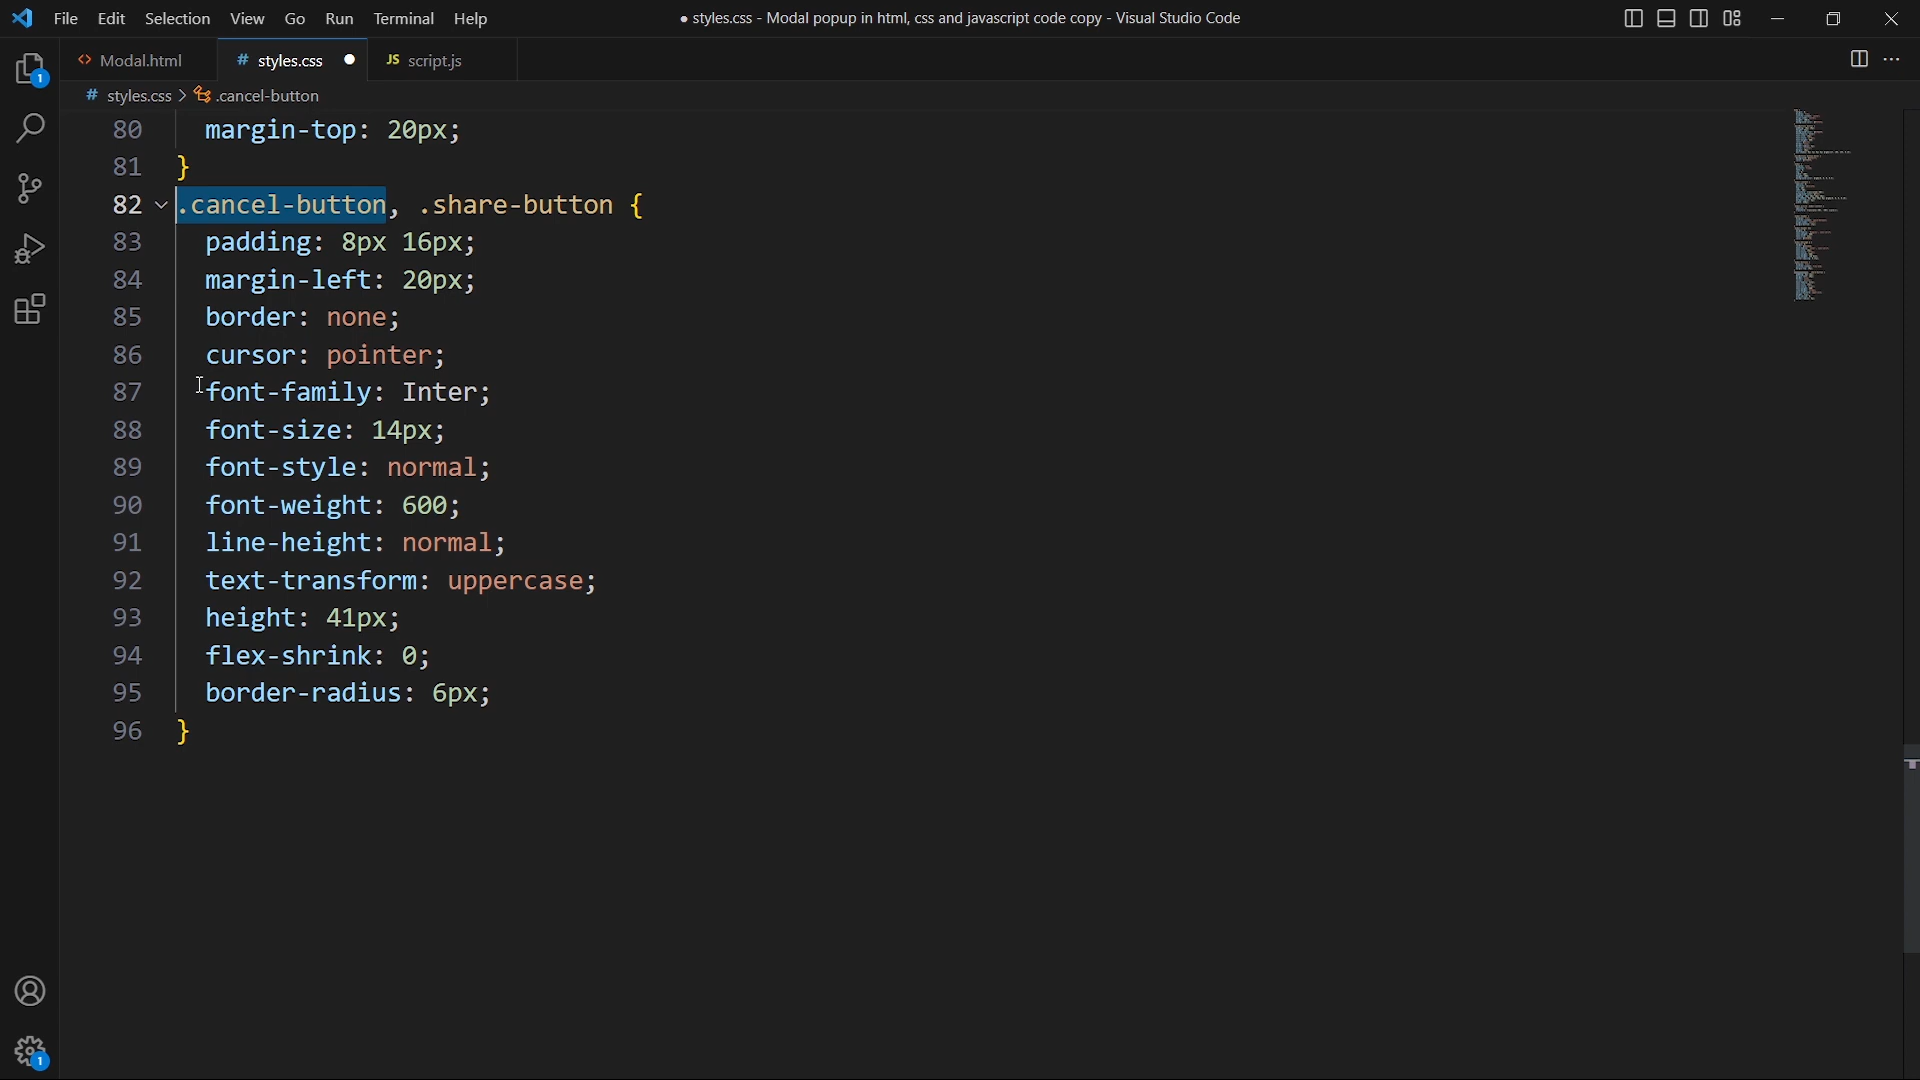 File Edit Selection View Go Run Terminal Help ● styles.css - Modal popup in html, css and javascript code copy - Visual Studio Code
<> Modal.html # styles.css ● JS script.js
# styles.css > .cancel-button
80 margin-top: 20px;
81 }
82 .cancel-button, .share-button {
83 padding: 8px 16px;
84 margin-left: 20px;
85 border: none;
86 cursor: pointer;
87 font-family: Inter;
88 font-size: 14px;
89 font-style: normal;
90 font-weight: 600;
91 line-height: normal;
92 text-transform: uppercase;
93 height: 41px;
94 flex-shrink: 0;
95 border-radius: 6px;
96 }
1
1